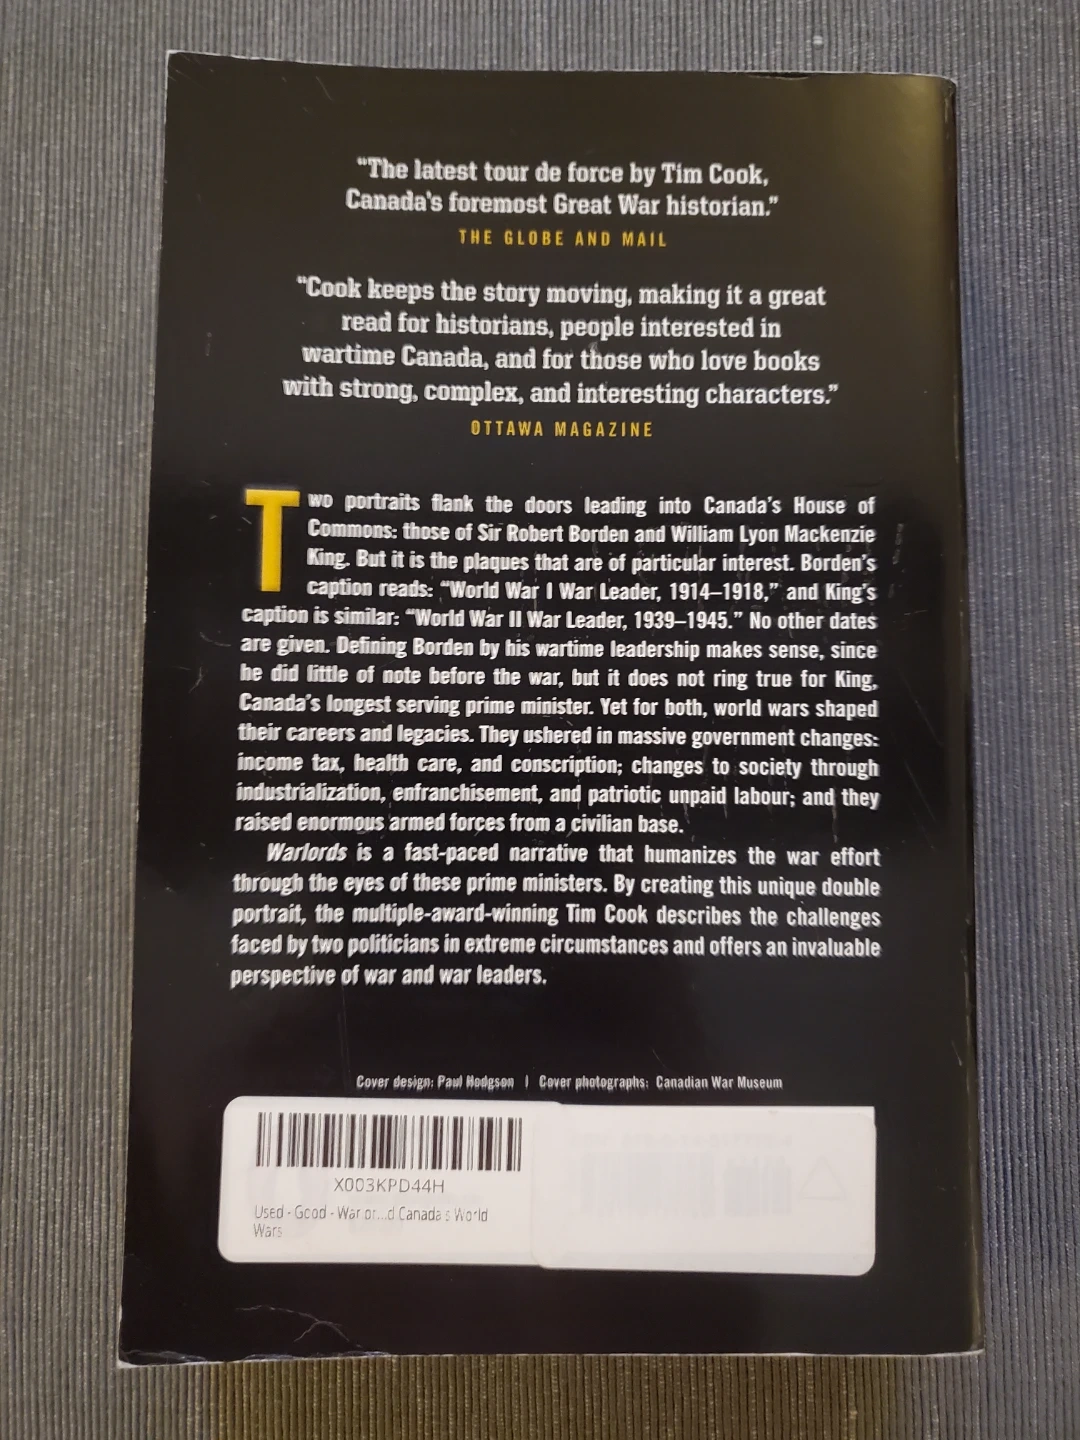 “The latest tour de force by Tim Cook,
Canada’s foremost Great War historian.”
THE GLOBE AND MAIL
“Cook keeps the story moving, making it a great
read for historians, people interested in
wartime Canada, and for those who love books
with strong, complex, and interesting characters.”
OTTAWA MAGAZINE
Two portraits flank the doors leading into Canada’s House of
Commons: those of Sir Robert Borden and William Lyon Mackenzie
King. But it is the plaques that are of particular interest. Borden’s
caption reads: “World War I War Leader, 1914–1918,” and King’s
caption is similar: “World War II War Leader, 1939–1945.” No other dates
are given. Defining Borden by his wartime leadership makes sense, since
he did little of note before the war, but it does not ring true for King,
Canada’s longest serving prime minister. Yet for both, world wars shaped
their careers and legacies. They ushered in massive government changes:
income tax, health care, and conscription; changes to society through
industrialization, enfranchisement, and patriotic unpaid labour; and they
raised enormous armed forces from a civilian base.
Warlords is a fast-paced narrative that humanizes the war effort
through the eyes of these prime ministers. By creating this unique double
portrait, the multiple-award-winning Tim Cook describes the challenges
faced by two politicians in extreme circumstances and offers an invaluable
perspective of war and war leaders.
Cover design: Paul Hodgson | Cover photographs: Canadian War Museum
X003KPD44H
Used - Good - War or...d Canada s World
Wars